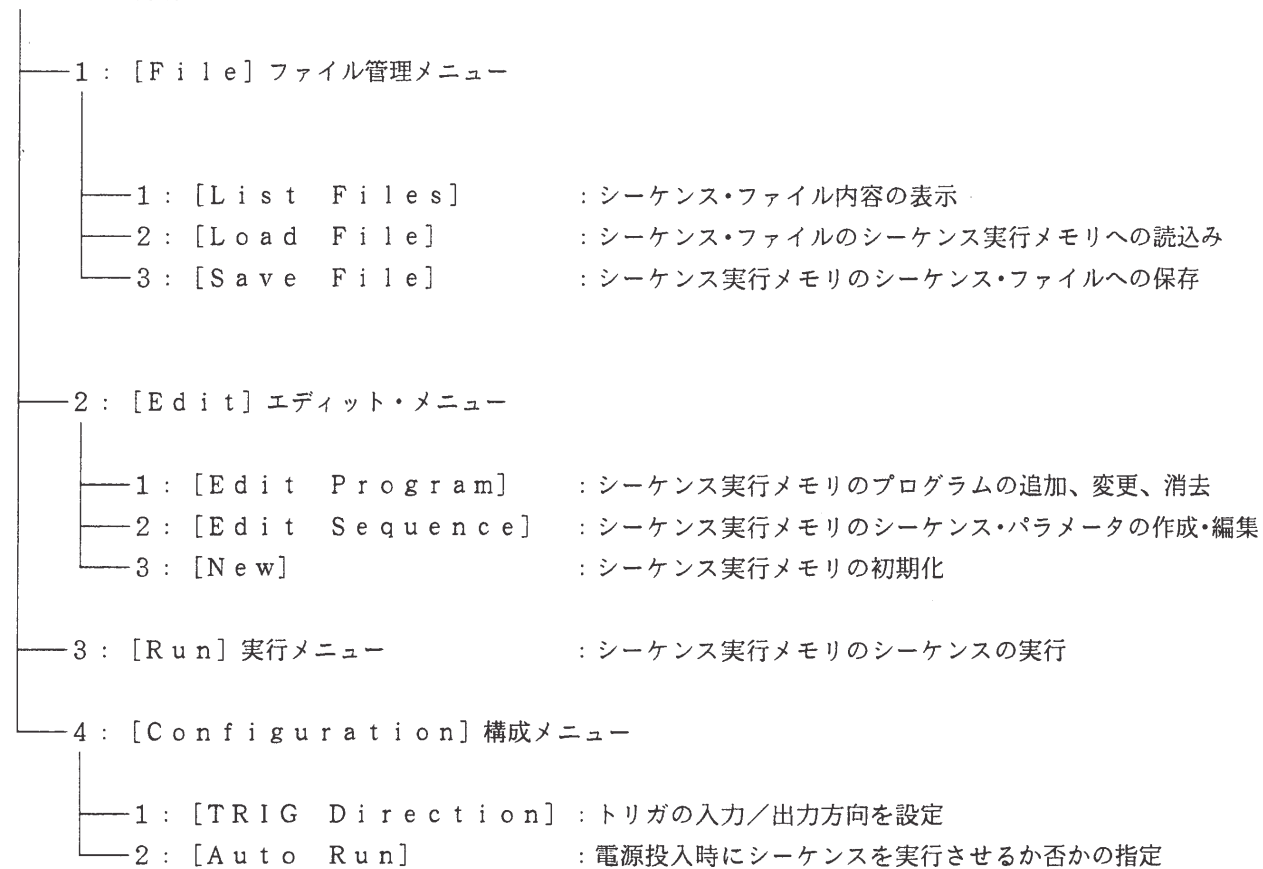 1：[File]ファイル管理メニュー
1：[List Files] ：シーケンス・ファイル内容の表示
2：[Load File] ：シーケンス・ファイルのシーケンス実行メモリへの読込み
3：[Save File] ：シーケンス実行メモリのシーケンス・ファイルへの保存
2：[Edit]エディット・メニュー
1：[Edit Program] ：シーケンス実行メモリのプログラムの追加、変更、消去
2：[Edit Sequence] ：シーケンス実行メモリのシーケンス・パラメータの作成・編集
3：[New] ：シーケンス実行メモリの初期化
3：[Run]実行メニュー ：シーケンス実行メモリのシーケンスの実行
4：[Configuration]構成メニュー
1：[TRIG Direction]：トリガの入力／出力方向を設定
2：[Auto Run] ：電源投入時にシーケンスを実行させるか否かの指定